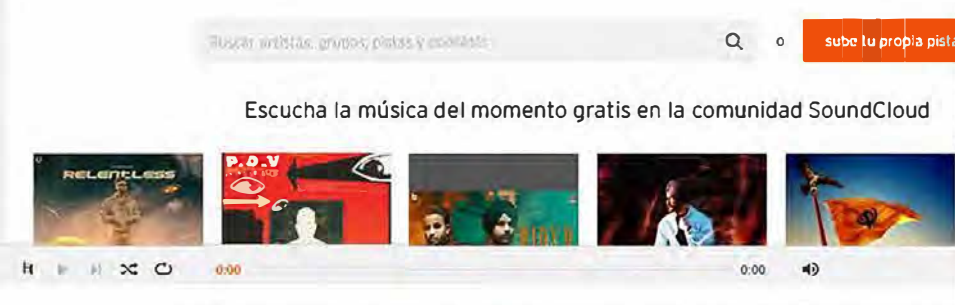 Buscar artistas, grupos, pistas y podcasts
o
sube tu propia pista
Escucha la música del momento gratis en la comunidad SoundCloud
RELENTLESS
P.O.V
0:00
0:00